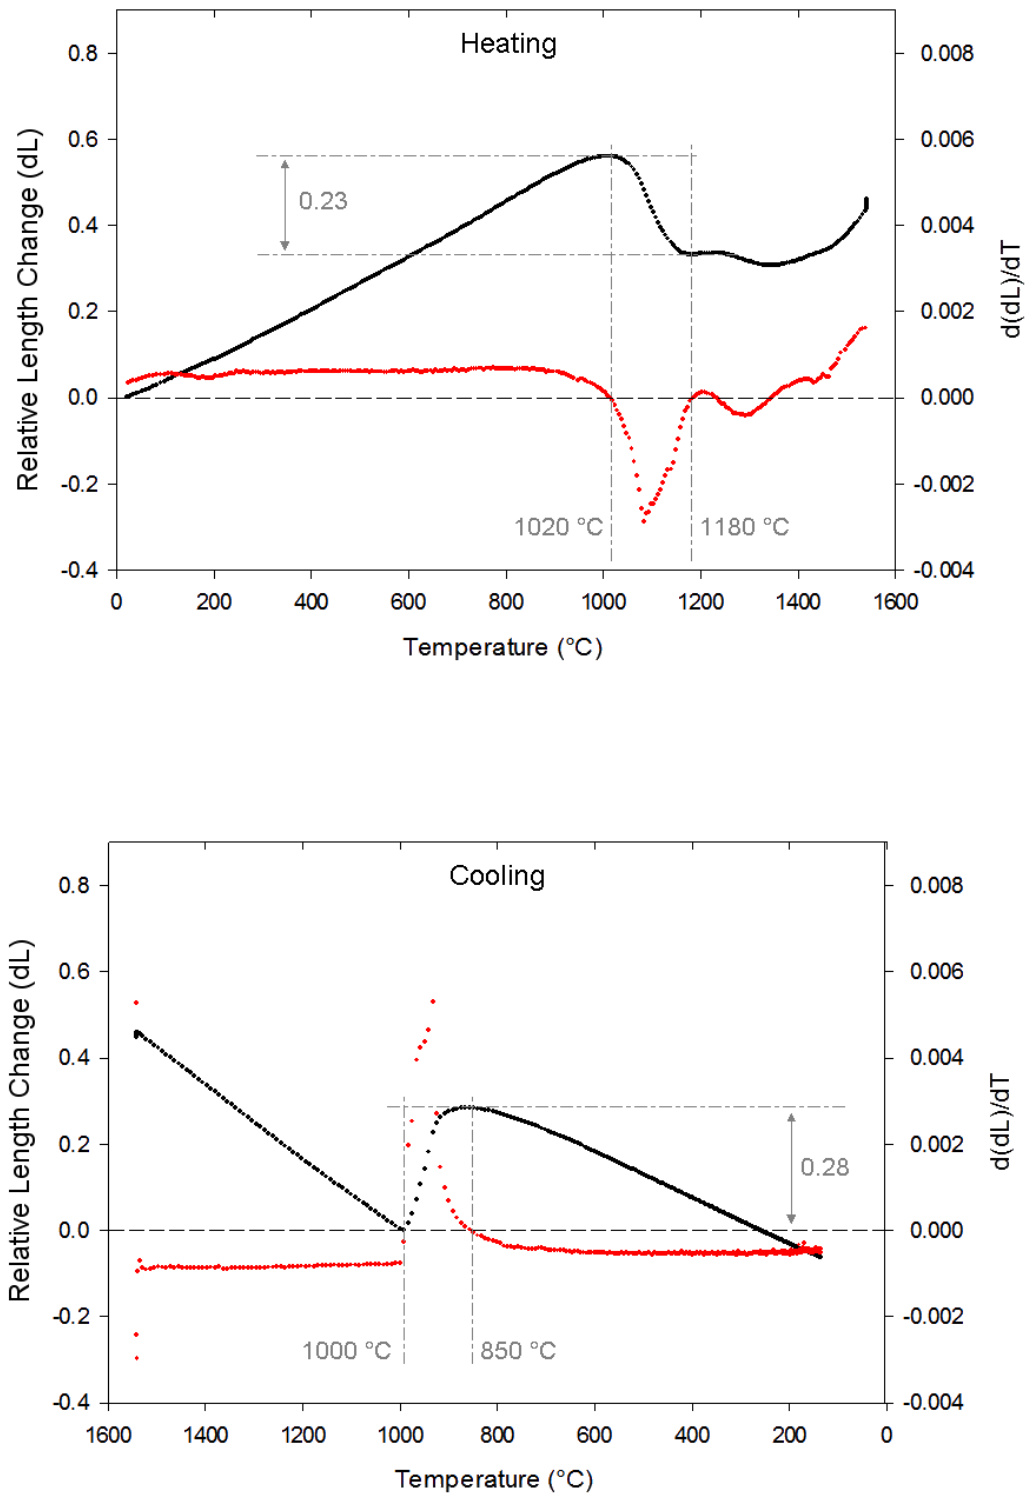 Heating
0.8
0.6
0.4
0.2
0.0
-0.2
-0.4
Relative Length Change (dL)
0.008
0.006
0.004
0.002
0.000
-0.002
-0.004
d(dL)/dT
0.23
1020 °C
1180 °C
0 200 400 600 800 1000 1200 1400 1600
Temperature (°C)
Cooling
0.8
0.6
0.4
0.2
0.0
-0.2
-0.4
Relative Length Change (dL)
0.008
0.006
0.004
0.002
0.000
-0.002
-0.004
d(dL)/dT
0.28
1000 °C
850 °C
1600 1400 1200 1000 800 600 400 200 0
Temperature (°C)